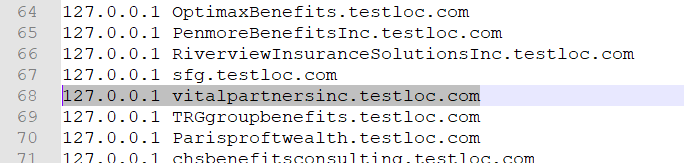 64 127.0.0.1 OptimaxBenefits.testloc.com
65 127.0.0.1 PenmoreBenefitsInc.testloc.com
66 127.0.0.1 RiverviewInsuranceSolutionsInc.testloc.com
67 127.0.0.1 sfg.testloc.com
68 127.0.0.1 vitalpartnersinc.testloc.com
69 127.0.0.1 TRGgroupbenefits.testloc.com
70 127.0.0.1 Parisproftwealth.testloc.com
71 127.0.0.1 chsbenefitsconsulting.testloc.com